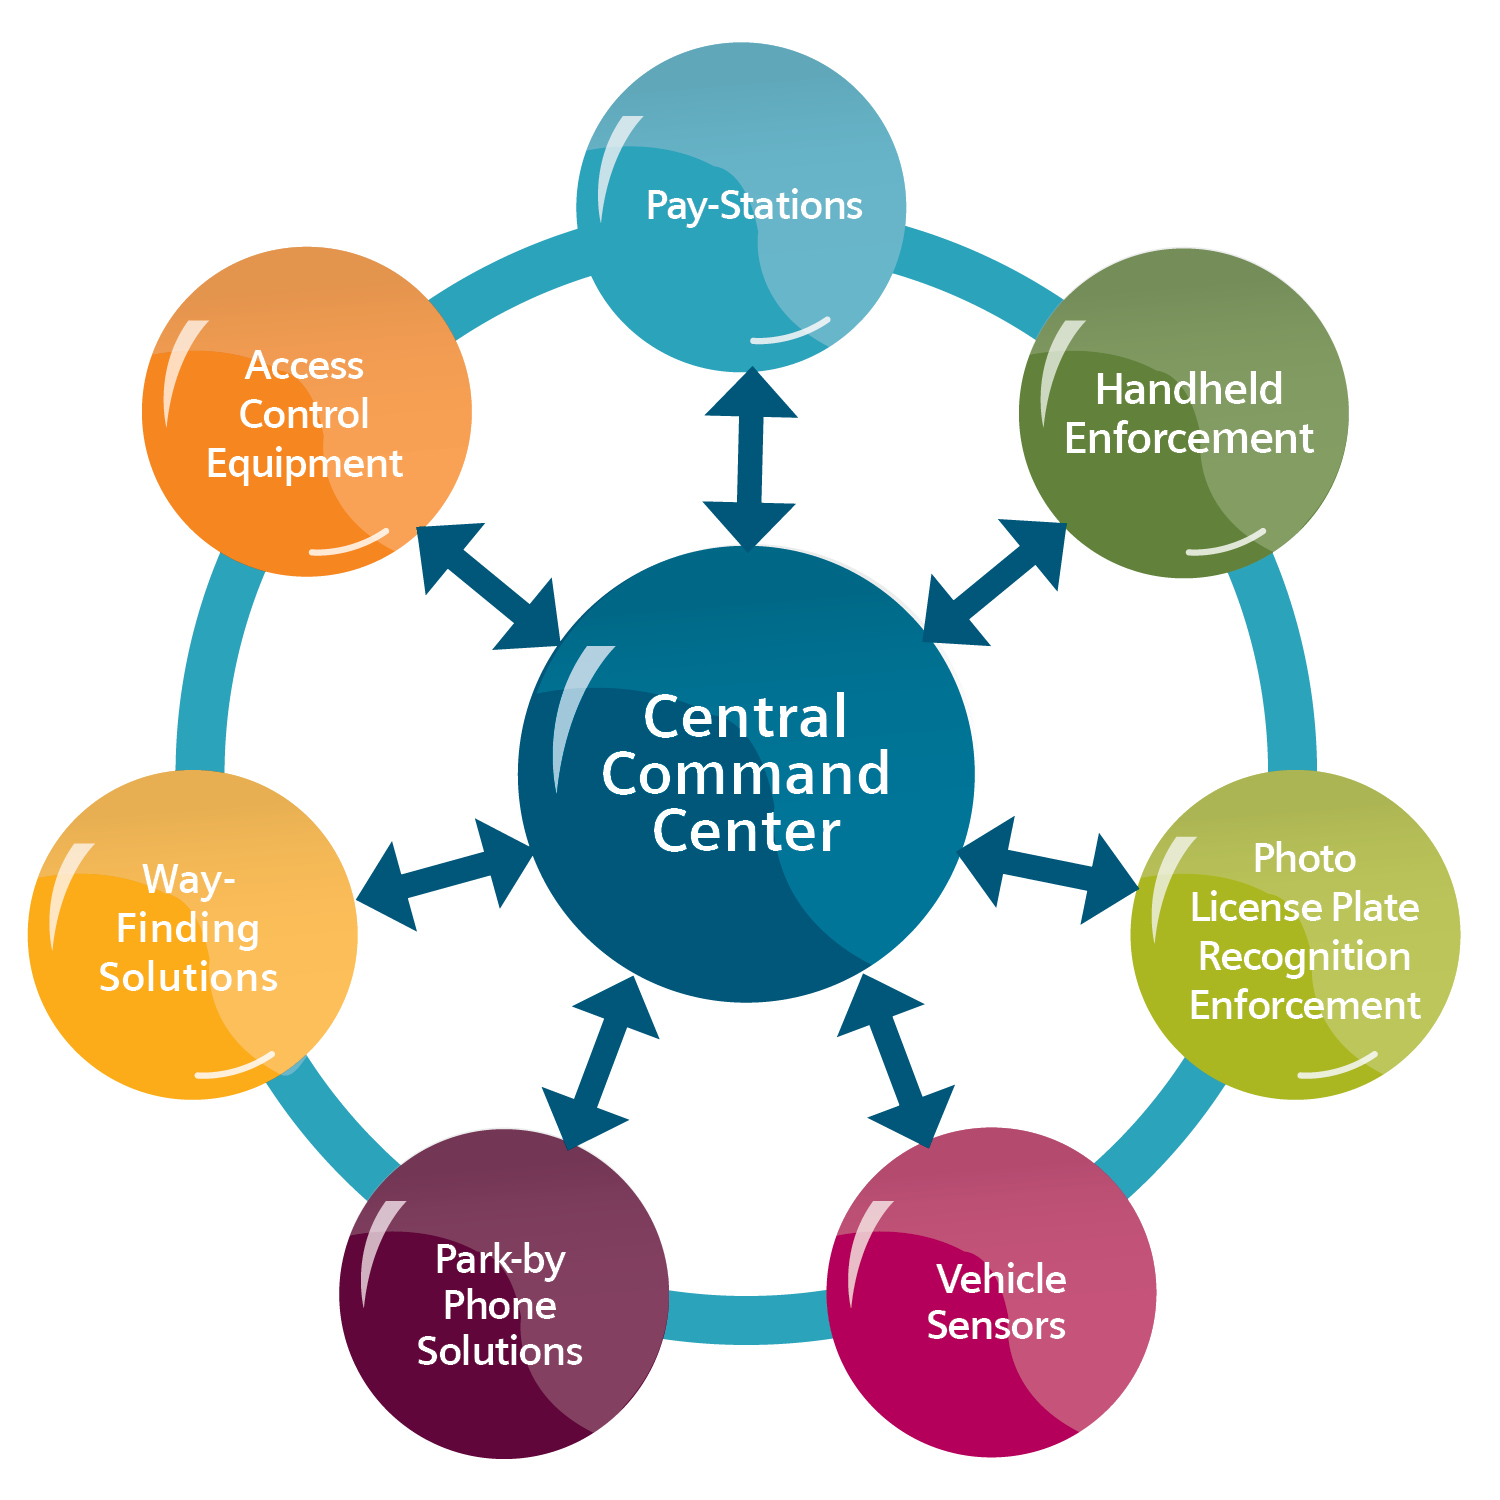 Pay-Stations
Handheld
Enforcement
Photo
License Plate
Recognition
Enforcement
Vehicle
Sensors
Park-by
Phone
Solutions
Way-
Finding
Solutions
Access
Control
Equipment
Central
Command
Center